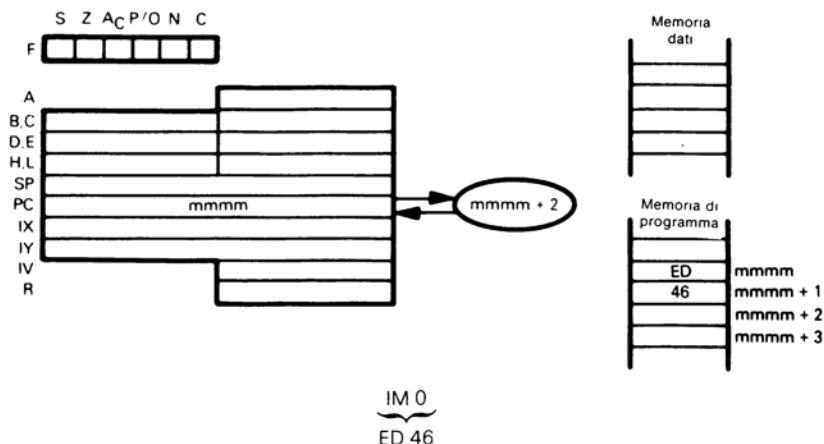 S Z AC P/O N C
F
A
B.C
D.E
H.L
SP
PC mmmm
IX
IY
IV
R
mmmm + 2
Memoria
dati
Memoria di
programma
ED mmmm
46 mmmm + 1
mmmm + 2
mmmm + 3
IM 0
ED 46